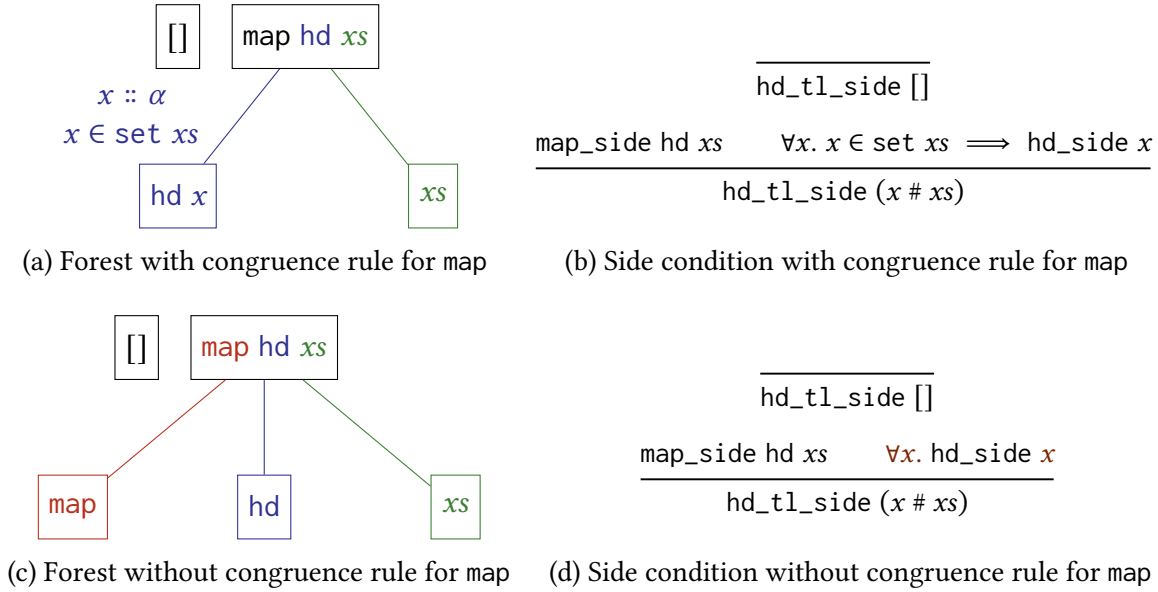 [] map hd xs
x :: α
x ∈ set xs
hd x xs
(a) Forest with congruence rule for map
hd_tl_side []
map_side hd xs ∀x. x ∈ set xs ⟹ hd_side x
hd_tl_side (x # xs)
(b) Side condition with congruence rule for map
[] map hd xs
map hd xs
(c) Forest without congruence rule for map
hd_tl_side []
map_side hd xs ∀x. hd_side x
hd_tl_side (x # xs)
(d) Side condition without congruence rule for map